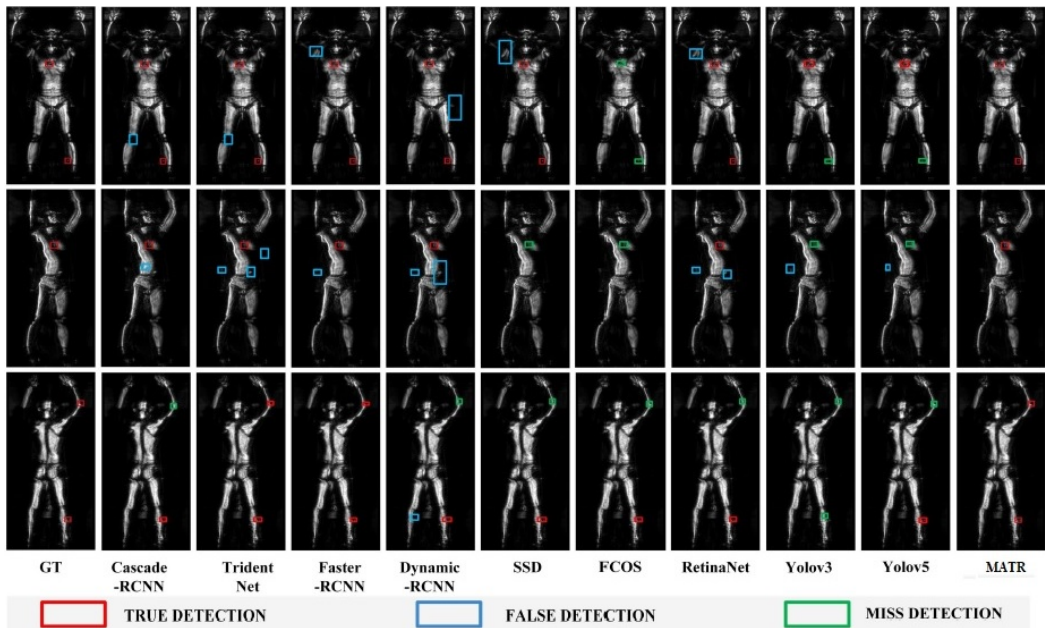 GT Cascade Trident Faster Dynamic SSD FCOS RetinaNet Yolov3 Yolov5 MATR
-RCNN Net -RCNN -RCNN
TRUE DETECTION FALSE DETECTION MISS DETECTION